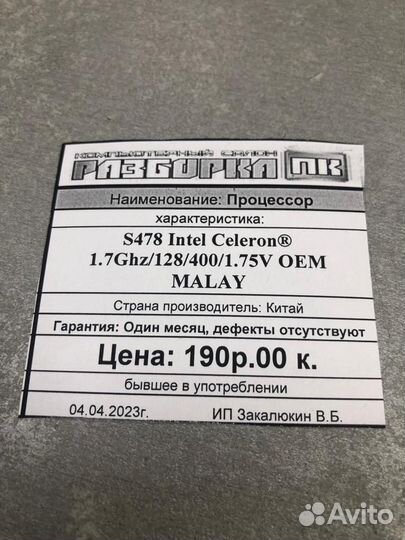 КОМПЬЮТЕРНЫЙ САЛОН
РАЗБОРКА ПК
Наименование: Процессор
характеристика:
S478 Intel Celeron®
1.7Ghz/128/400/1.75V OEM
MALAY
Страна производитель: Китай
Гарантия: Один месяц, дефекты отсутствуют
Цена: 190р.00 к.
бывшее в употреблении
04.04.2023г. ИП Закалюкин В.Б.
Avito